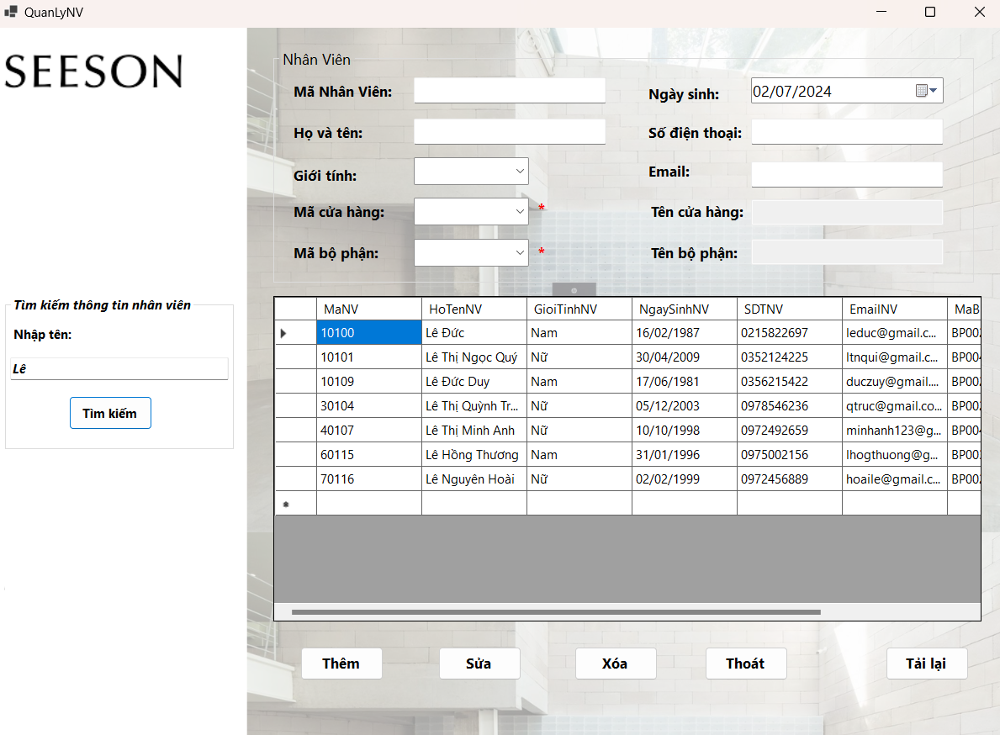 QuanLyNV
SEESON
Nhân Viên
Mã Nhân Viên:
Ngày sinh: 02/07/2024
Họ và tên:
Số điện thoại:
Giới tính:
Email:
Mã cửa hàng: *
Tên cửa hàng:
Mã bộ phận: *
Tên bộ phận:
Tìm kiếm thông tin nhân viên
Nhập tên:
Lê
Tìm kiếm
MaNV HoTenNV GioiTinhNV NgaySinhNV SDTNV EmailNV MaB
10100 Lê Đức Nam 16/02/1987 0215822697 leduc@gmail.c... BP002
10101 Lê Thị Ngọc Quý Nữ 30/04/2009 0352124225 ltnqui@gmail.c... BP004
10109 Lê Đức Duy Nam 17/06/1981 0356215422 duczuy@gmail.... BP002
30104 Lê Thị Quỳnh Tr... Nữ 05/12/2003 0978546236 qtruc@gmail.co... BP002
40107 Lê Thị Minh Anh Nữ 10/10/1998 0972492659 minhanh123@g... BP004
60115 Lê Hồng Thương Nam 31/01/1996 0975002156 lhogthuong@g... BP00
70116 Lê Nguyên Hoài Nữ 02/02/1999 0972456889 hoaile@gmail.c... BP002
Thêm Sửa Xóa Thoát Tải lại